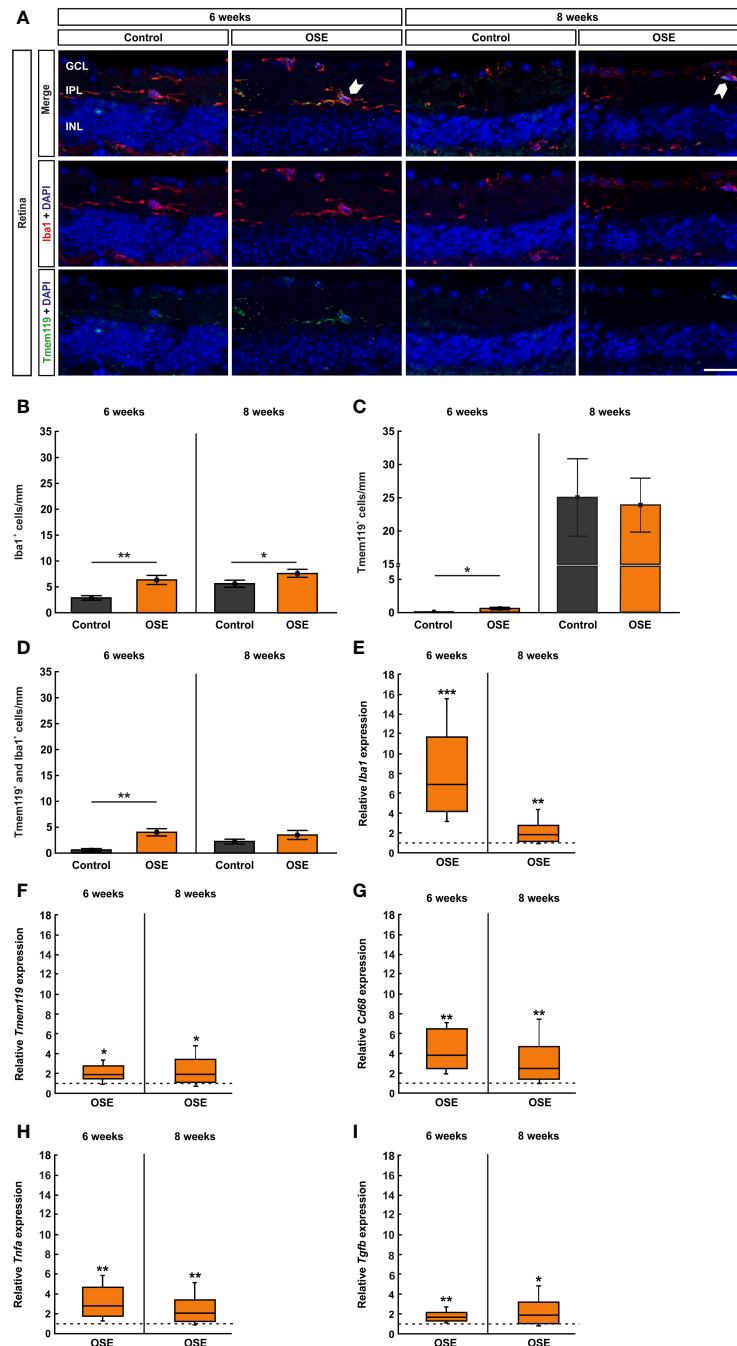 A
6 weeks
8 weeks
Control
OSE
Control
OSE
Retina
Merge
GCL
IPL
INL
Iba1 + DAPI
Tmem119 + DAPI
B
6 weeks
8 weeks
Iba1⁺ cells/mm
35
30
25
20
15
10
5
0
**
*
Control
OSE
Control
OSE
C
6 weeks
8 weeks
Tmem119⁺ cells/mm
35
30
25
20
15
5
0
*
Control
OSE
Control
OSE
D
6 weeks
8 weeks
Tmem119⁺ and Iba1⁺ cells/mm
35
30
25
20
15
10
5
0
**
Control
OSE
Control
OSE
E
6 weeks
8 weeks
Relative Iba1 expression
18
16
14
12
10
8
6
4
2
0
***
**
OSE
OSE
F
6 weeks
8 weeks
Relative Tmem119 expression
18
16
14
12
10
8
6
4
2
0
*
*
OSE
OSE
G
6 weeks
8 weeks
Relative Cd68 expression
18
16
14
12
10
8
6
4
2
0
**
**
OSE
OSE
H
6 weeks
8 weeks
Relative Tnfa expression
18
16
14
12
10
8
6
4
2
0
**
**
OSE
OSE
I
6 weeks
8 weeks
Relative Tgfb expression
18
16
14
12
10
8
6
4
2
0
**
*
OSE
OSE